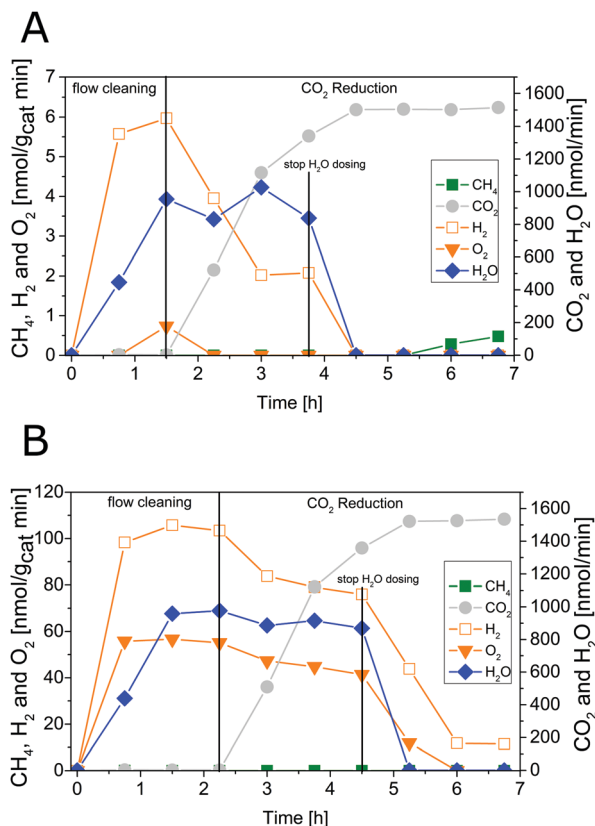 A
flow cleaning
CO₂ Reduction
stop H₂O dosing
CH₄
CO₂
H₂
O₂
H₂O
CH₄, H₂ and O₂ [nmol/g_cat min]
7
6
5
4
3
2
1
0
1600
1400
1200
1000
800
600
400
200
0
CO₂ and H₂O [nmol/min]
0 1 2 3 4 5 6 7
Time [h]
B
flow cleaning
CO₂ Reduction
stop H₂O dosing
CH₄
CO₂
H₂
O₂
H₂O
CH₄, H₂ and O₂ [nmol/g_cat min]
120
100
80
60
40
20
0
1600
1400
1200
1000
800
600
400
200
0
CO₂ and H₂O [nmol/min]
0 1 2 3 4 5 6 7
Time [h]